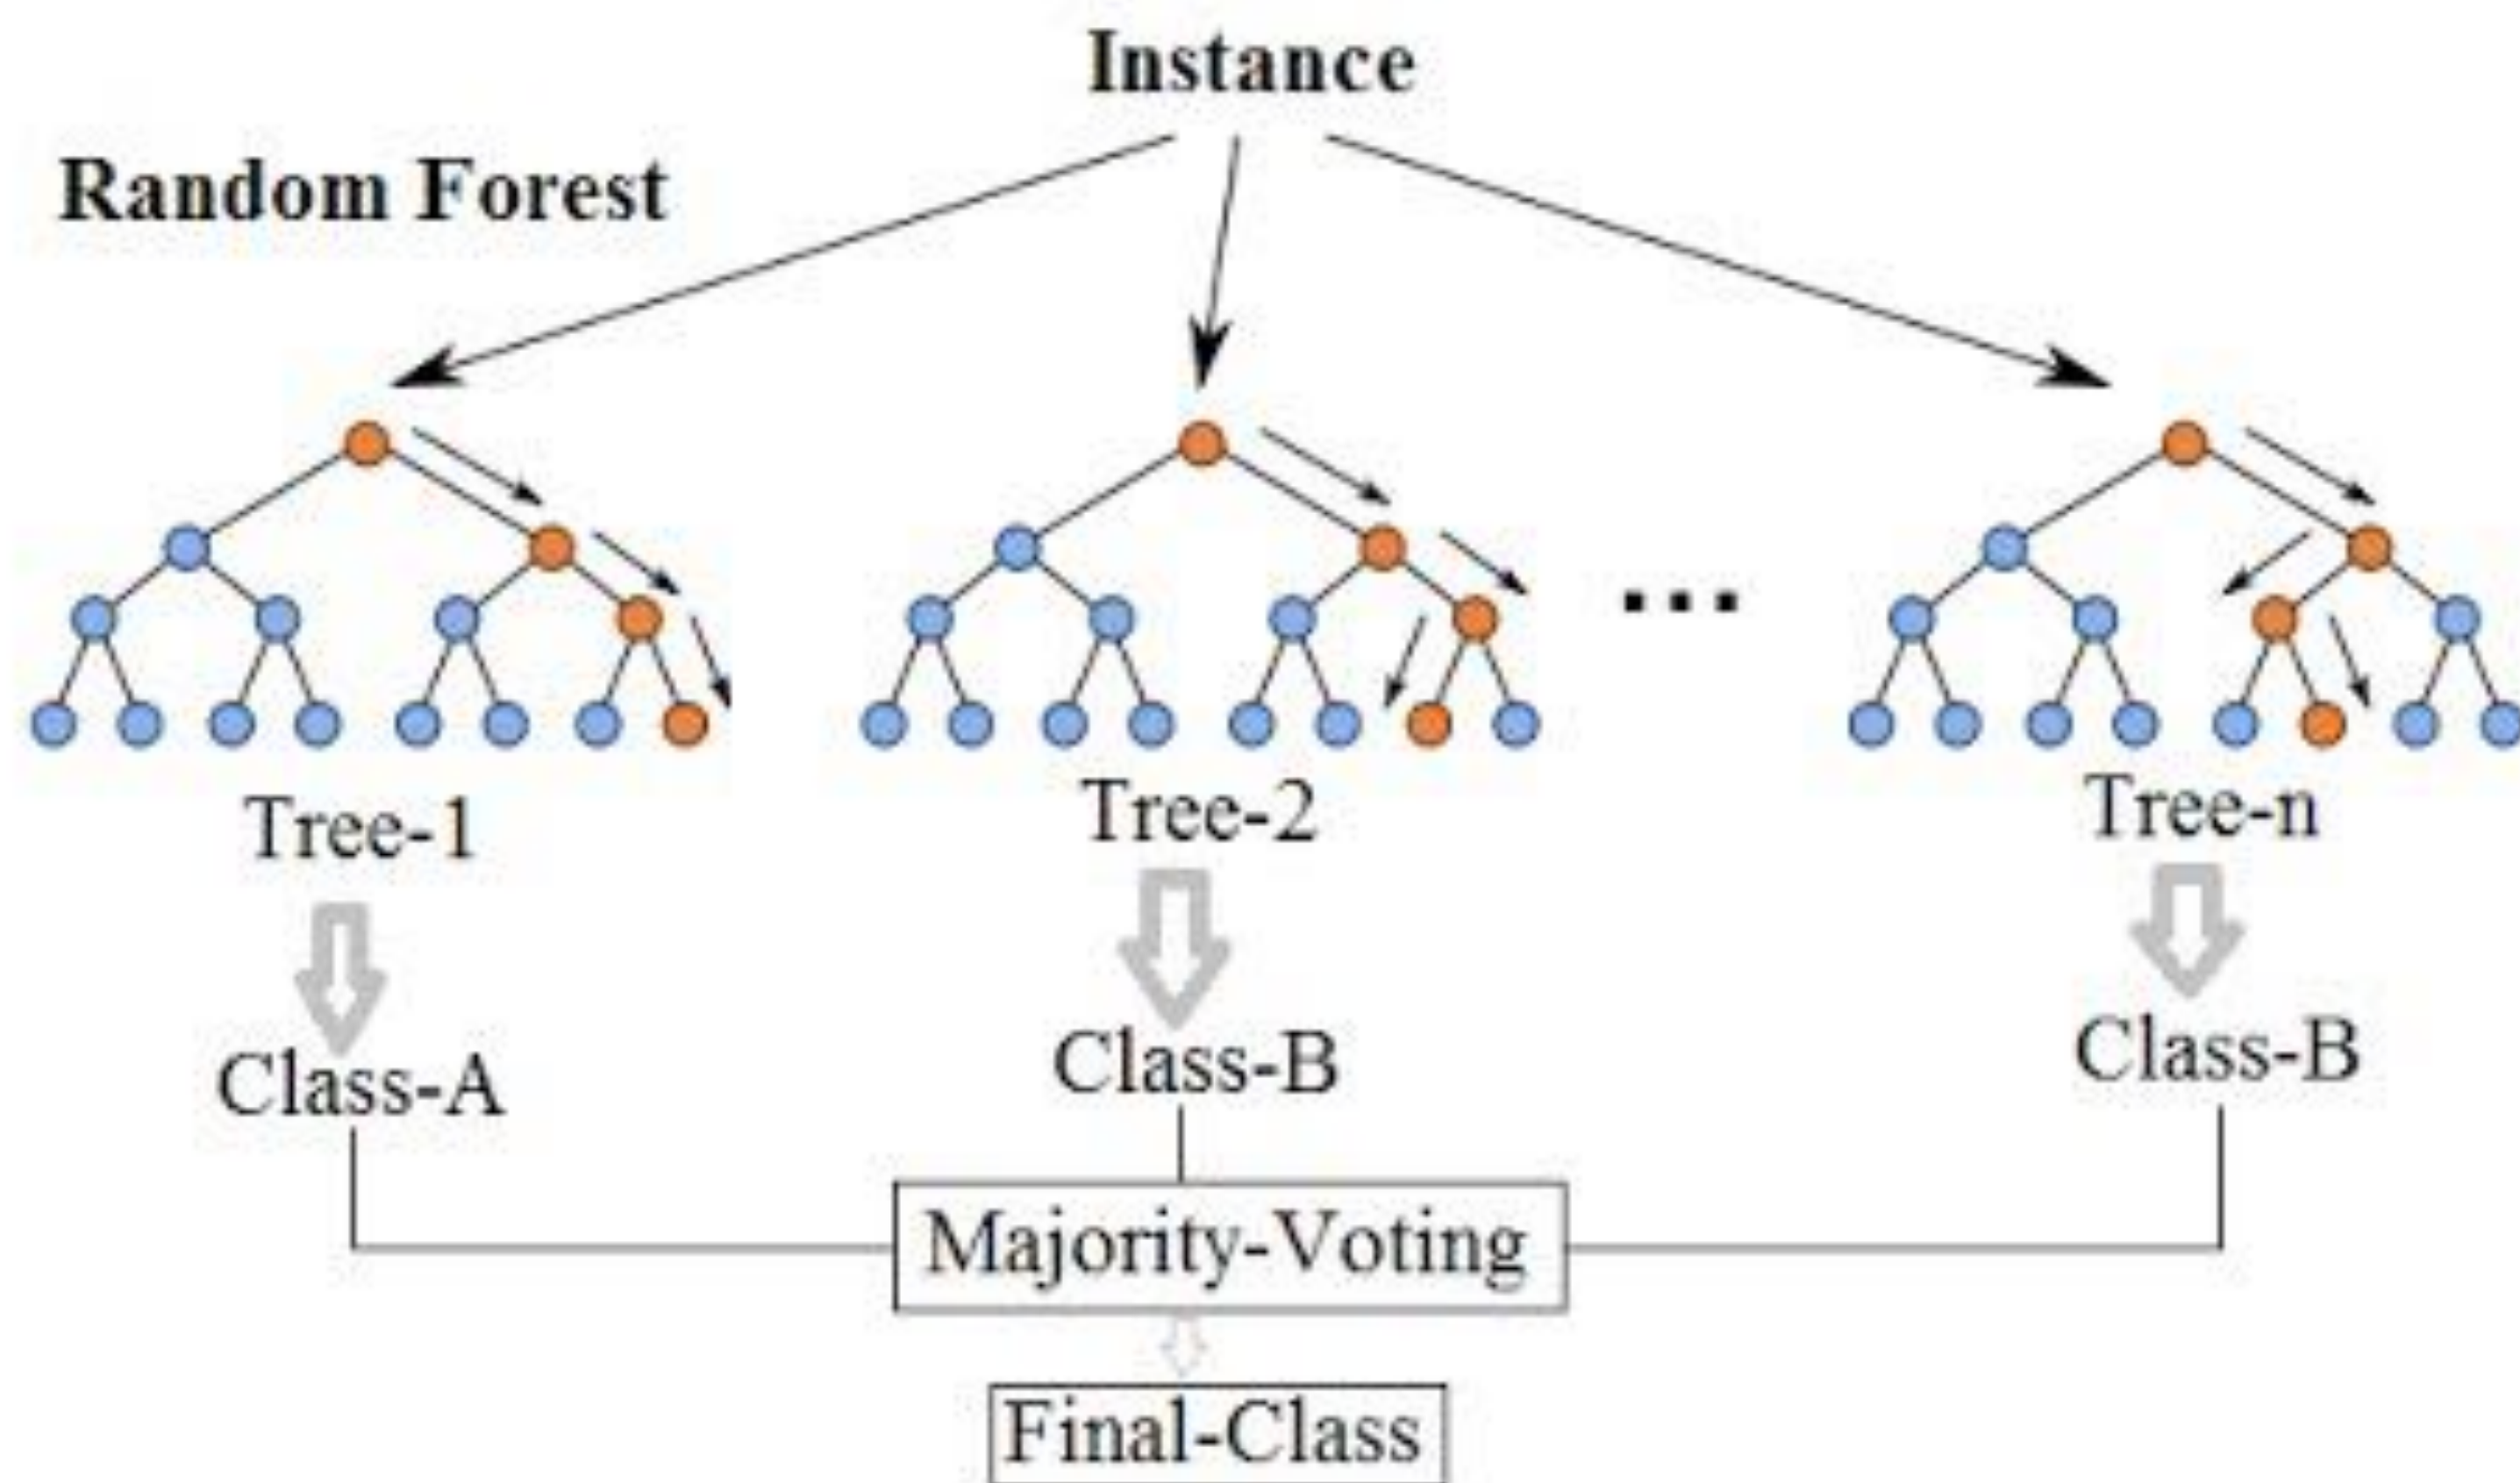 Instance
Random Forest
...
Tree-1
Tree-2
Tree-n
Class-A
Class-B
Class-B
Majority-Voting
Final-Class